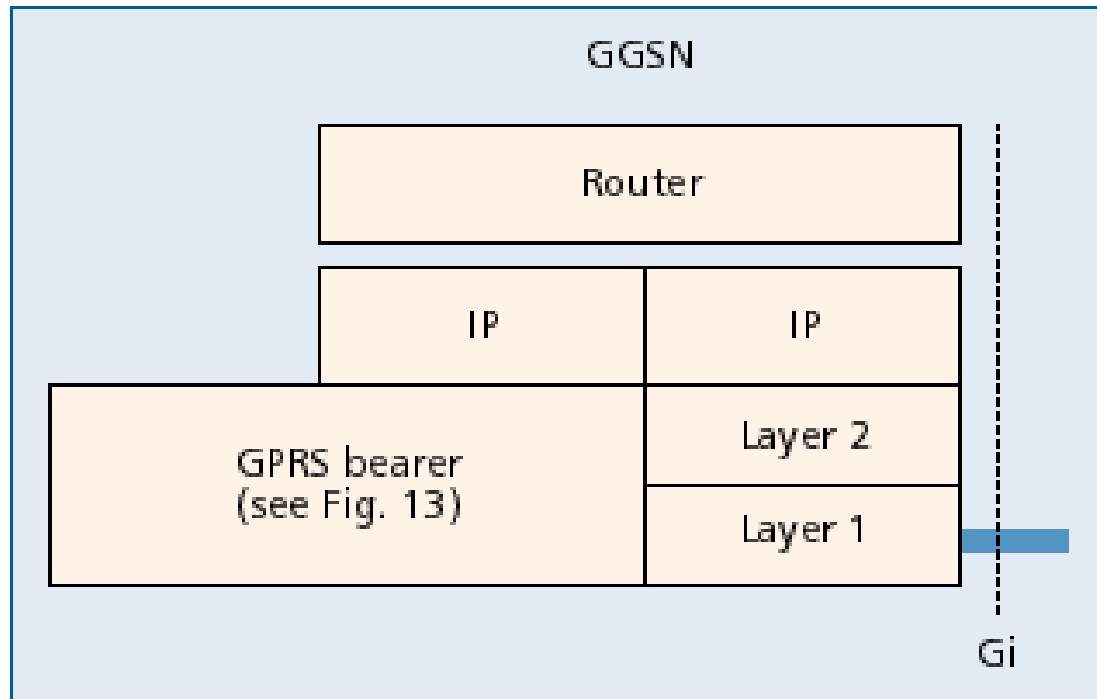 GGSN
Router
IP
IP
GPRS bearer
(see Fig. 13)
Layer 2
Layer 1
Gi